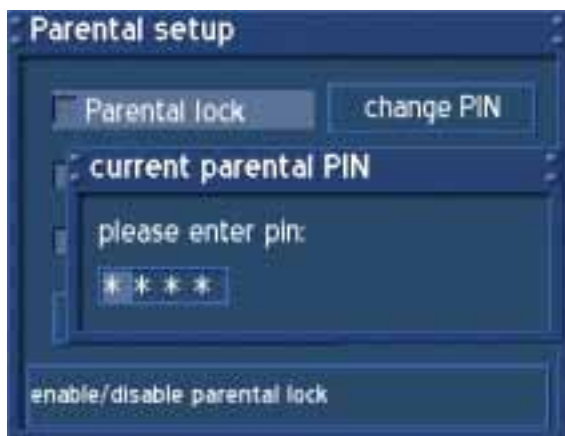 Parental setup
Parental lock
change PIN
current parental PIN
please enter pin:
* * * *
enable/disable parental lock